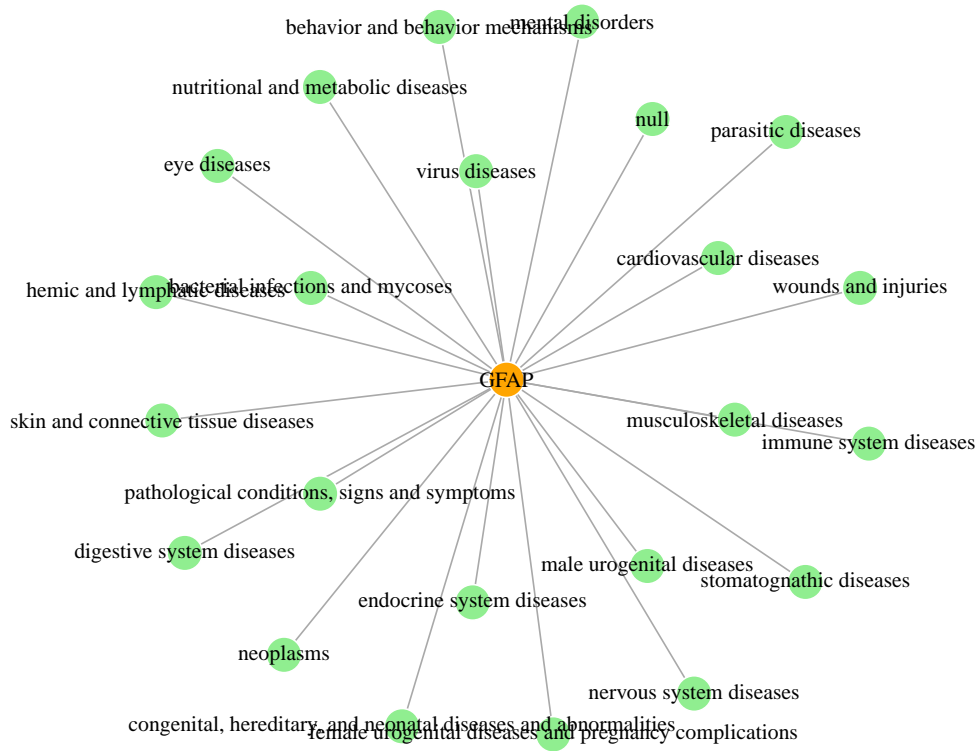 mental disorders
behavior and behavior mechanisms
nutritional and metabolic diseases
null
parasitic diseases
eye diseases
virus diseases
cardiovascular diseases
hemic and lymphatic diseases
bacterial infections and mycoses
wounds and injuries
GFAP
skin and connective tissue diseases
musculoskeletal diseases
immune system diseases
pathological conditions, signs and symptoms
digestive system diseases
male urogenital diseases
stomatognathic diseases
endocrine system diseases
neoplasms
nervous system diseases
congenital, hereditary, and neonatal diseases and abnormalities
female urogenital diseases and pregnancy complications